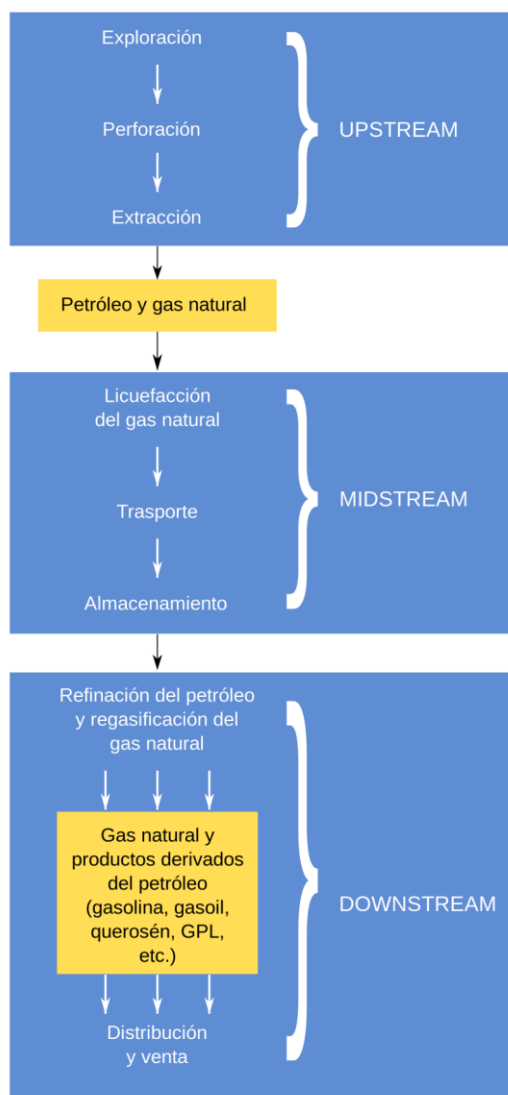 Exploración
Perforación
UPSTREAM
Extracción
Petróleo y gas natural
Licuefacción
del gas natural
Trasporte
MIDSTREAM
Almacenamiento
Refinación del petróleo
y regasificación del
gas natural
Gas natural y
productos derivados
del petróleo
(gasolina, gasoil,
querosén, GPL,
etc.)
DOWNSTREAM
Distribución
y venta